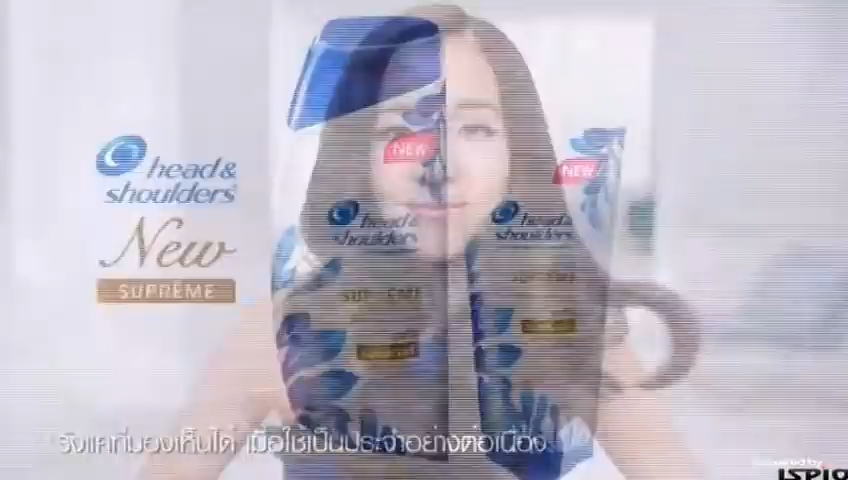 head &
shoulders
New
SUPRÈME
NEW
head &
shoulders
NEW
head &
shoulders
รังแคที่มองเห็นได้ เมื่อใช้เป็นประจำอย่างต่อเนื่อง